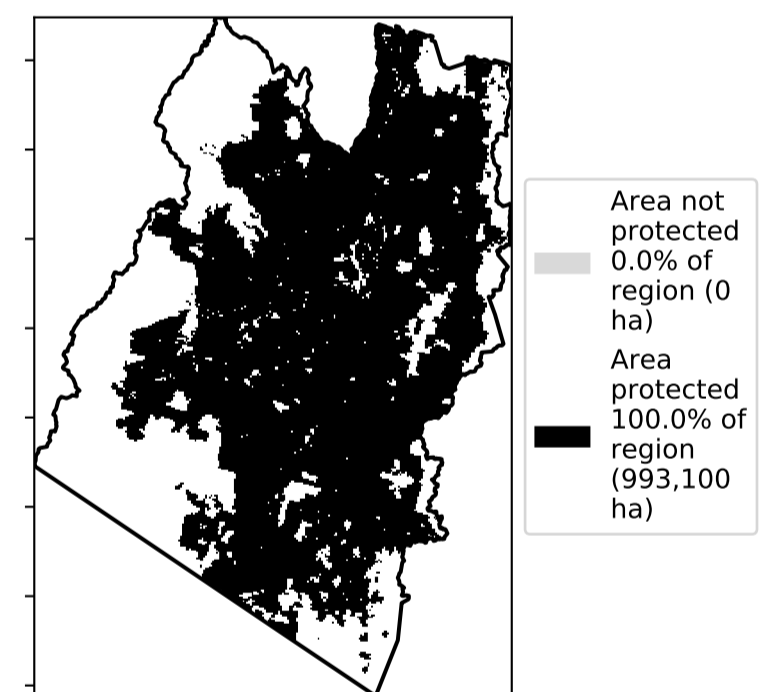 Area not
protected
0.0% of
region (0
ha)
Area
protected
100.0% of
region
(993,100
ha)